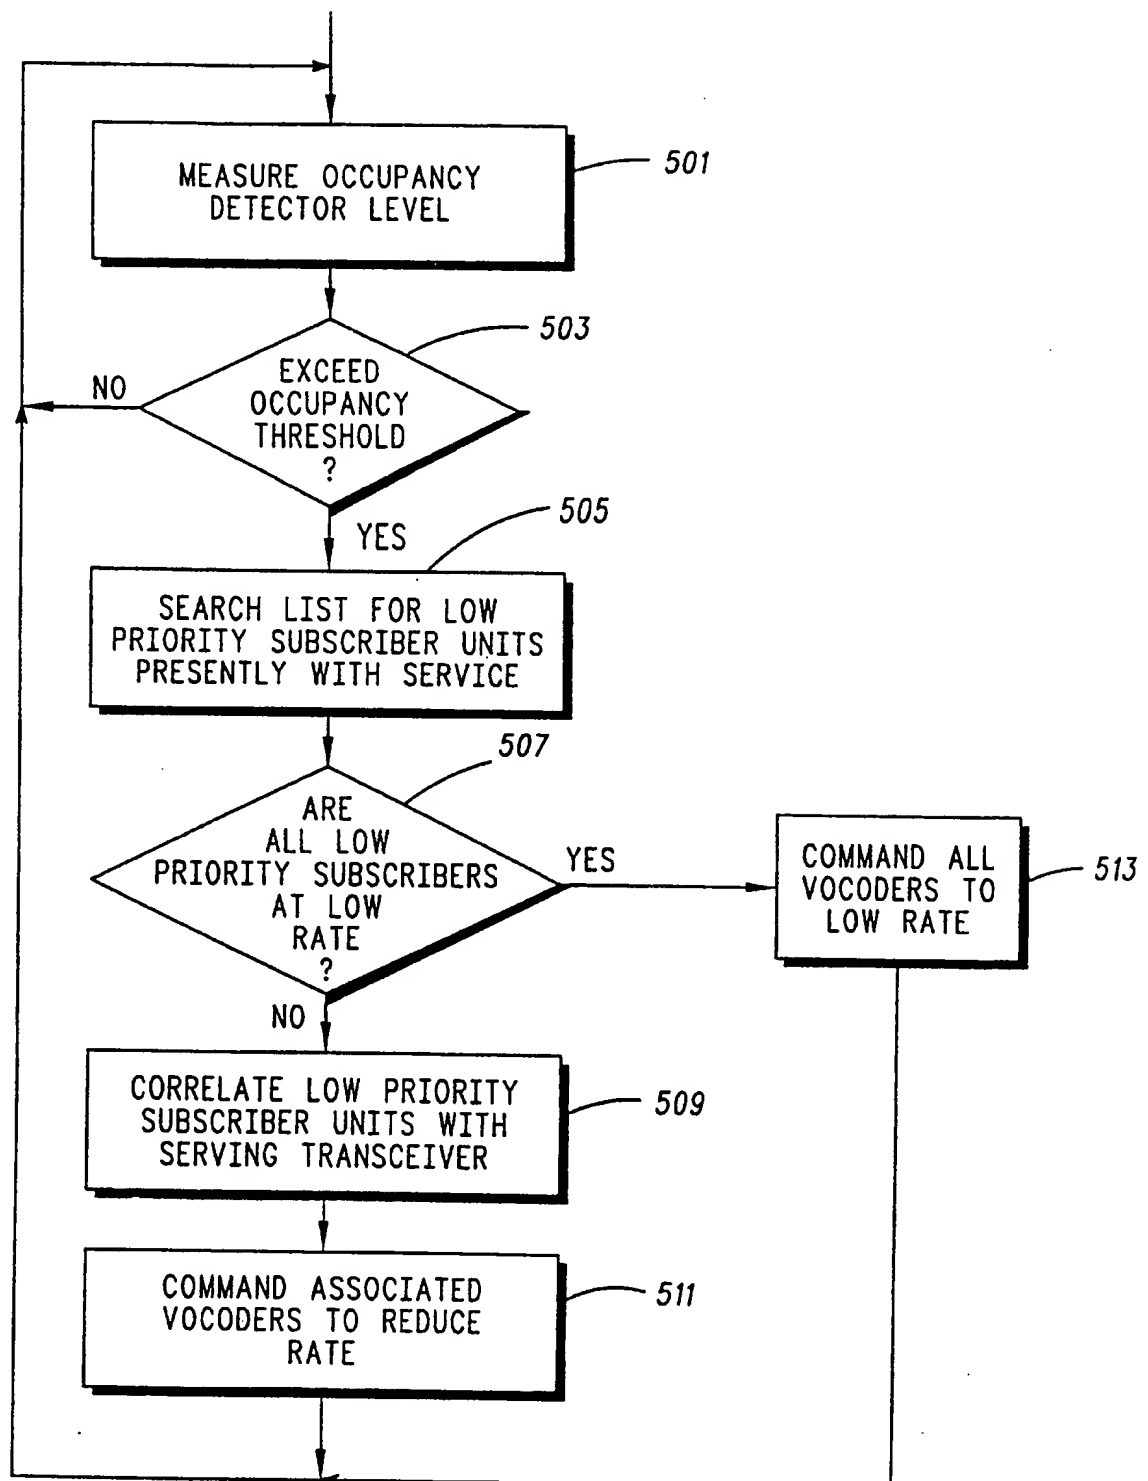 MEASURE OCCUPANCY
DETECTOR LEVEL
501
EXCEED
OCCUPANCY
THRESHOLD
?
503
NO
YES
505
SEARCH LIST FOR LOW
PRIORITY SUBSCRIBER UNITS
PRESENTLY WITH SERVICE
507
ARE
ALL LOW
PRIORITY SUBSCRIBERS
AT LOW
RATE
?
YES
COMMAND ALL
VOCODERS TO
LOW RATE
513
NO
CORRELATE LOW PRIORITY
SUBSCRIBER UNITS WITH
SERVING TRANSCEIVER
509
COMMAND ASSOCIATED
VOCODERS TO REDUCE
RATE
511